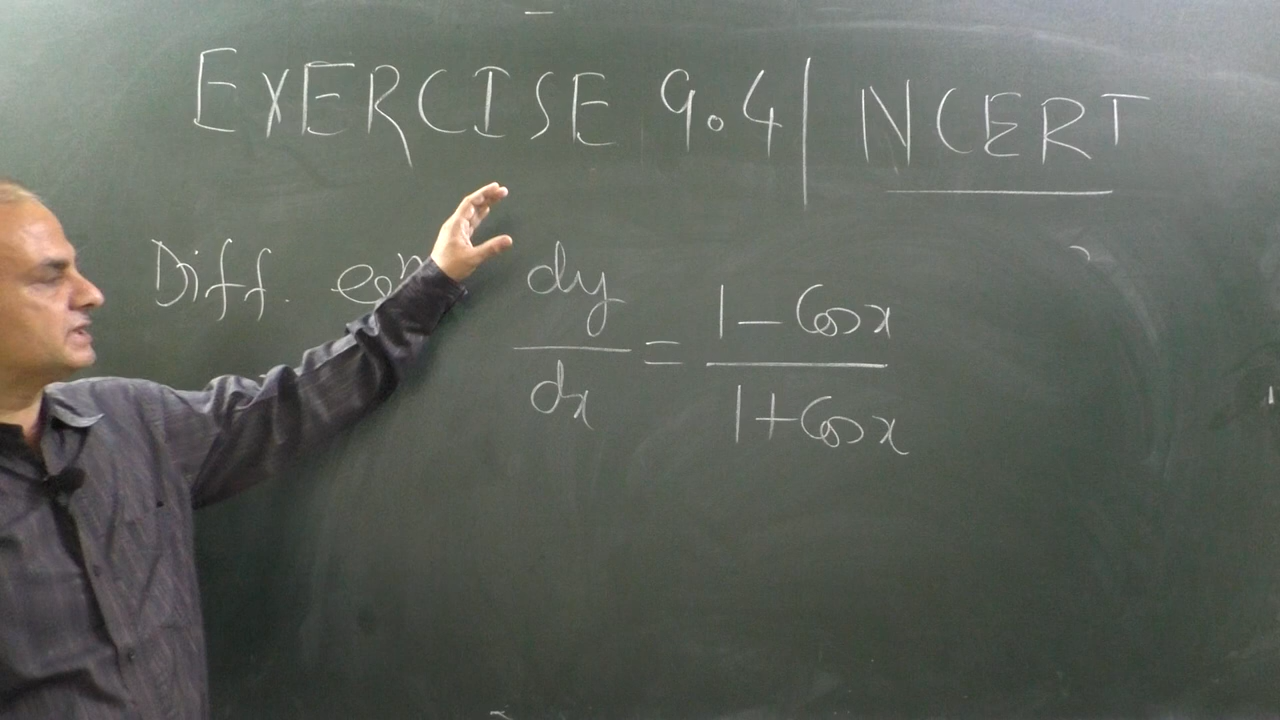 EXERCISE 9.4 | NCERT
Diff. eqn dy/dx = 1 - Cos x / 1 + Cos x